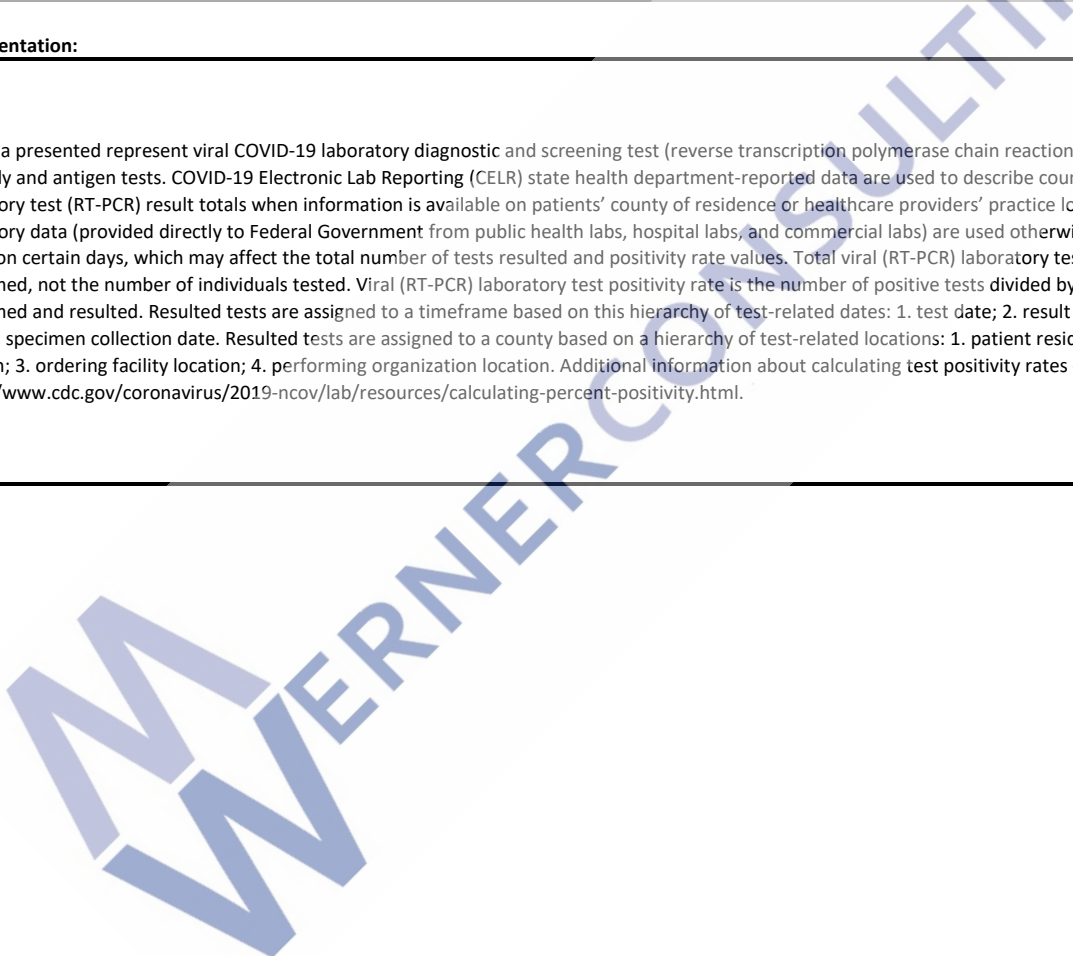 entation:
a presented represent viral COVID-19 laboratory diagnostic and screening test (reverse transcription polymerase chain reaction
ly and antigen tests. COVID-19 Electronic Lab Reporting (CELR) state health department-reported data are used to describe coun
ory test (RT-PCR) result totals when information is available on patients’ county of residence or healthcare providers’ practice lo
ory data (provided directly to Federal Government from public health labs, hospital labs, and commercial labs) are used otherwi
on certain days, which may affect the total number of tests resulted and positivity rate values. Total viral (RT-PCR) laboratory tes
ned, not the number of individuals tested. Viral (RT-PCR) laboratory test positivity rate is the number of positive tests divided by
ned and resulted. Resulted tests are assigned to a timeframe based on this hierarchy of test-related dates: 1. test date; 2. result
specimen collection date. Resulted tests are assigned to a county based on a hierarchy of test-related locations: 1. patient resid
n; 3. ordering facility location; 4. performing organization location. Additional information about calculating test positivity rates
/www.cdc.gov/coronavirus/2019-ncov/lab/resources/calculating-percent-positivity.html.
M
WERNERCONSULTIN